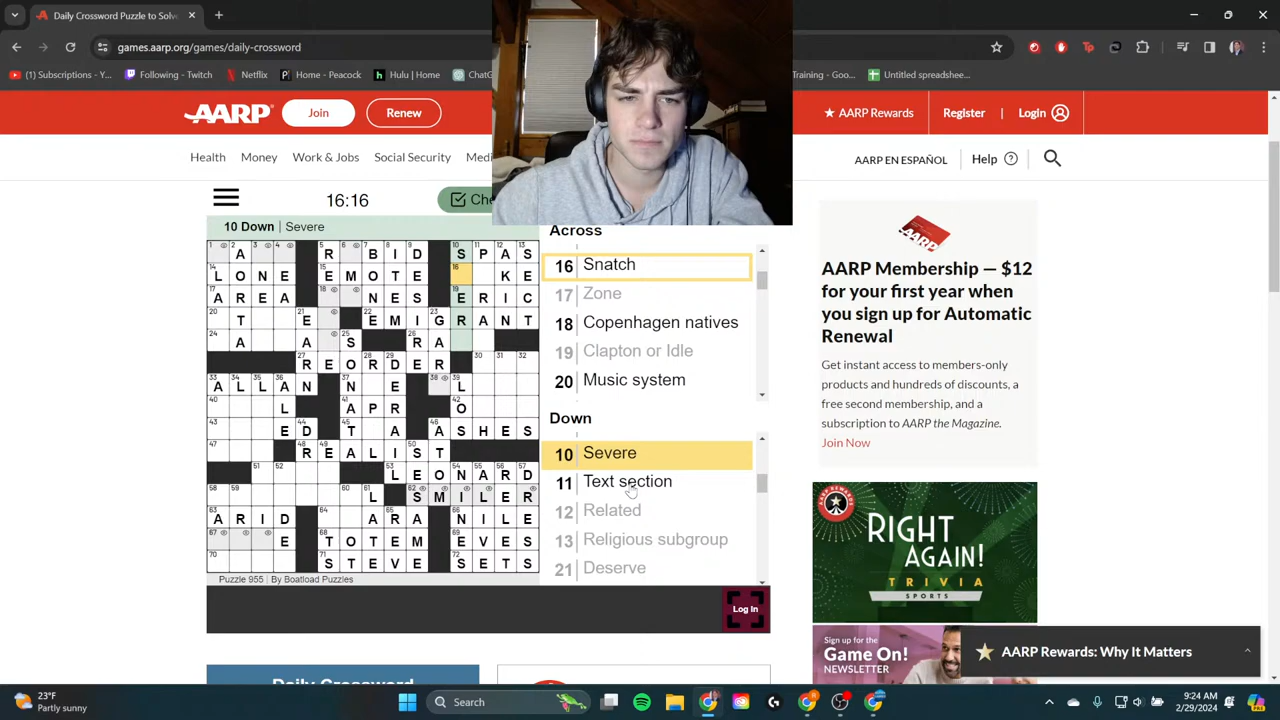 Daily Crossword Puzzle to Solv
games.aarp.org/games/daily-crossword
(1) Subscriptions - Y...
Following - Twitch
Netflix
Home - Peacock
Hulu | Home
ChatG
Training - Goo...
Untitled spreadshee...
AARP
Join
Renew
AARP Rewards
Register
|
Login
Health
Money
Work & Jobs
Social Security
Medi
AARP EN ESPAÑOL
Help
16:16
Che
10 Down | Severe
Across
16 Snatch
17 Zone
18 Copenhagen natives
19 Clapton or Idle
20 Music system
Down
10 Severe
11 Text section
12 Related
13 Religious subgroup
21 Deserve
A R B I D S P A S
L O N E E M O T E K E
A R E A N E S E R I C
T E E M I G R A N T
A A S R A
R E O R D E R
A L L A N N E L
L A P R O
D T A A S H E S
E R E A L I S T
L E O N A R D
L S M I L E R
A R I D A R A N I L E
E T O T E M E V E S
S T E V E S E T S
Puzzle 955 | By Boatload Puzzles
Log In
AARP Membership — $12
for your first year when
you sign up for Automatic
Renewal
Get instant access to members-only
products and hundreds of discounts, a
free second membership, and a
subscription to AARP the Magazine.
Join Now
RIGHT
AGAIN!
TRIVIA
SPORTS
Sign up for the
Game On!
NEWSLETTER
AARP Rewards: Why It Matters
Daily Crossword
23°F
Partly sunny
Search
9:24 AM
2/29/2024